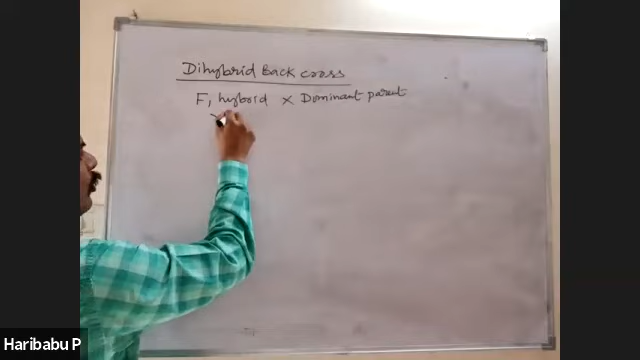 Dihybrid Back cross
F₁ hybrid × Dominant parent
Haribabu P